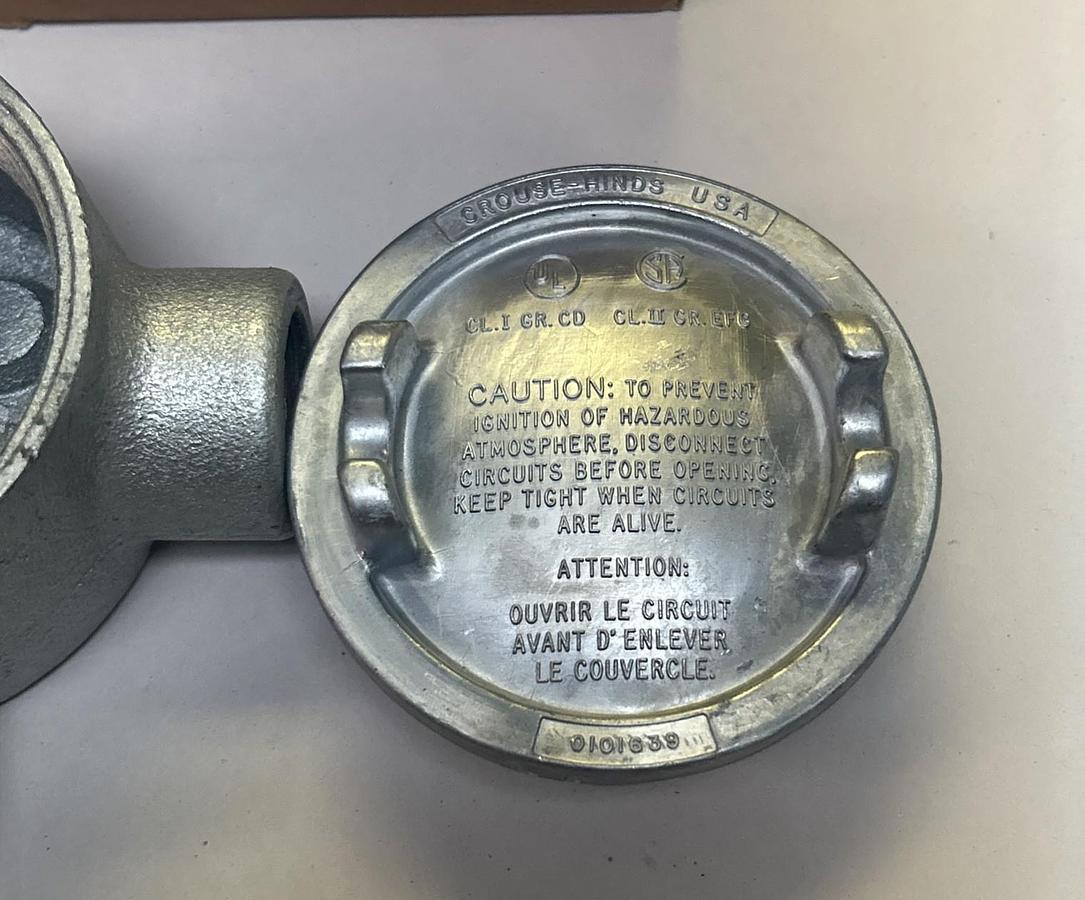 CROUSE-HINDS USA
UL SA
CL.I GR.CD CL.II GR.EFG
CAUTION: TO PREVENT
IGNITION OF HAZARDOUS
ATMOSPHERE, DISCONNECT
CIRCUITS BEFORE OPENING.
KEEP TIGHT WHEN CIRCUITS
ARE ALIVE.
ATTENTION:
OUVRIR LE CIRCUIT
AVANT D'ENLEVER
LE COUVERCLE.
0101639